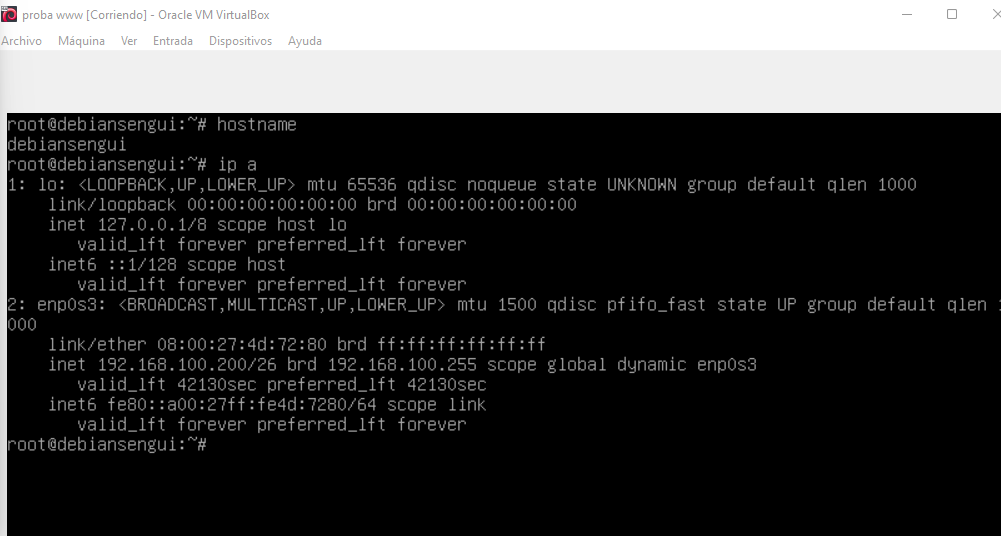 proba www [Corriendo] - Oracle VM VirtualBox
Archivo Máquina Ver Entrada Dispositivos Ayuda
root@debiansengui:~# hostname
debiansengui
root@debiansengui:~# ip a
1: lo: <LOOPBACK,UP,LOWER_UP> mtu 65536 qdisc noqueue state UNKNOWN group default qlen 1000
    link/loopback 00:00:00:00:00:00 brd 00:00:00:00:00:00
    inet 127.0.0.1/8 scope host lo
       valid_lft forever preferred_lft forever
    inet6 ::1/128 scope host
       valid_lft forever preferred_lft forever
2: enp0s3: <BROADCAST,MULTICAST,UP,LOWER_UP> mtu 1500 qdisc pfifo_fast state UP group default qlen 1
000
    link/ether 08:00:27:4d:72:80 brd ff:ff:ff:ff:ff:ff
    inet 192.168.100.200/26 brd 192.168.100.255 scope global dynamic enp0s3
       valid_lft 42130sec preferred_lft 42130sec
    inet6 fe80::a00:27ff:fe4d:7280/64 scope link
       valid_lft forever preferred_lft forever
root@debiansengui:~#